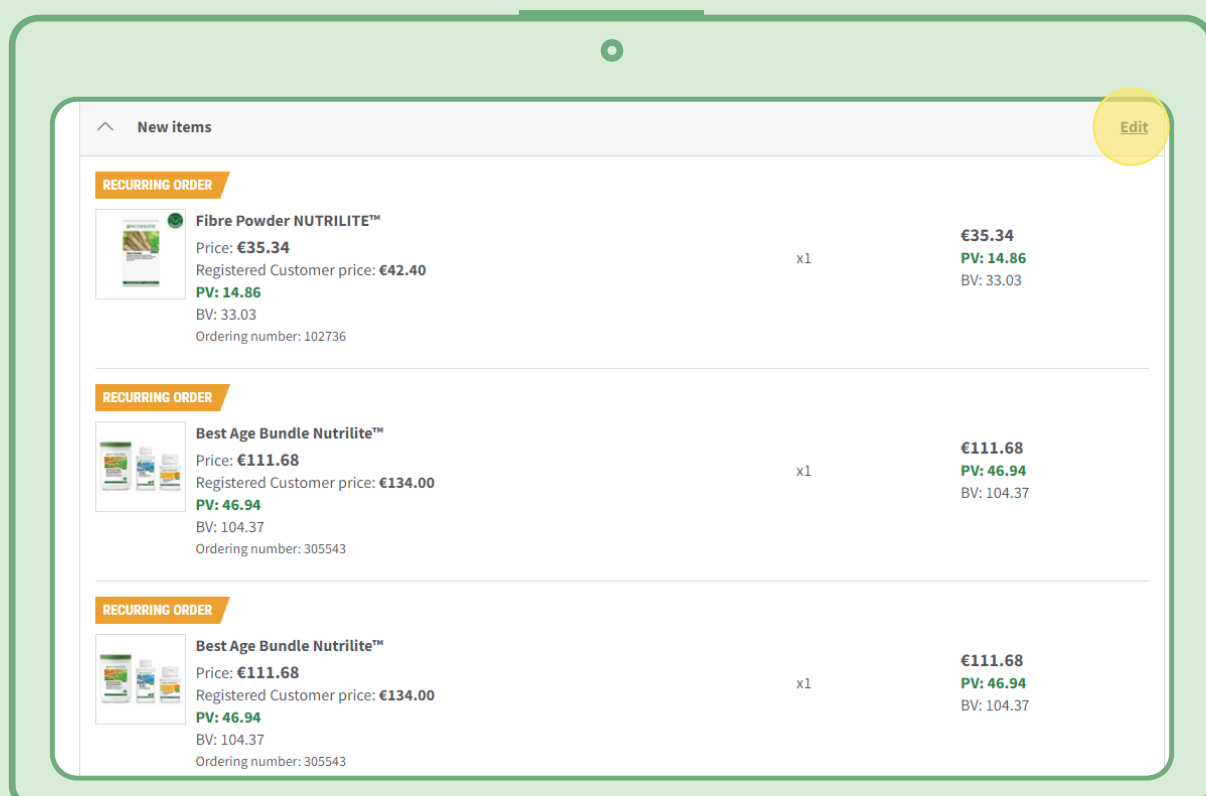 New items
Edit
RECURRING ORDER
Fibre Powder NUTRILITE™
Price: €35.34
Registered Customer price: €42.40
PV: 14.86
BV: 33.03
Ordering number: 102736
x1
€35.34
PV: 14.86
BV: 33.03
RECURRING ORDER
Best Age Bundle Nutrilite™
Price: €111.68
Registered Customer price: €134.00
PV: 46.94
BV: 104.37
Ordering number: 305543
x1
€111.68
PV: 46.94
BV: 104.37
RECURRING ORDER
Best Age Bundle Nutrilite™
Price: €111.68
Registered Customer price: €134.00
PV: 46.94
BV: 104.37
Ordering number: 305543
x1
€111.68
PV: 46.94
BV: 104.37